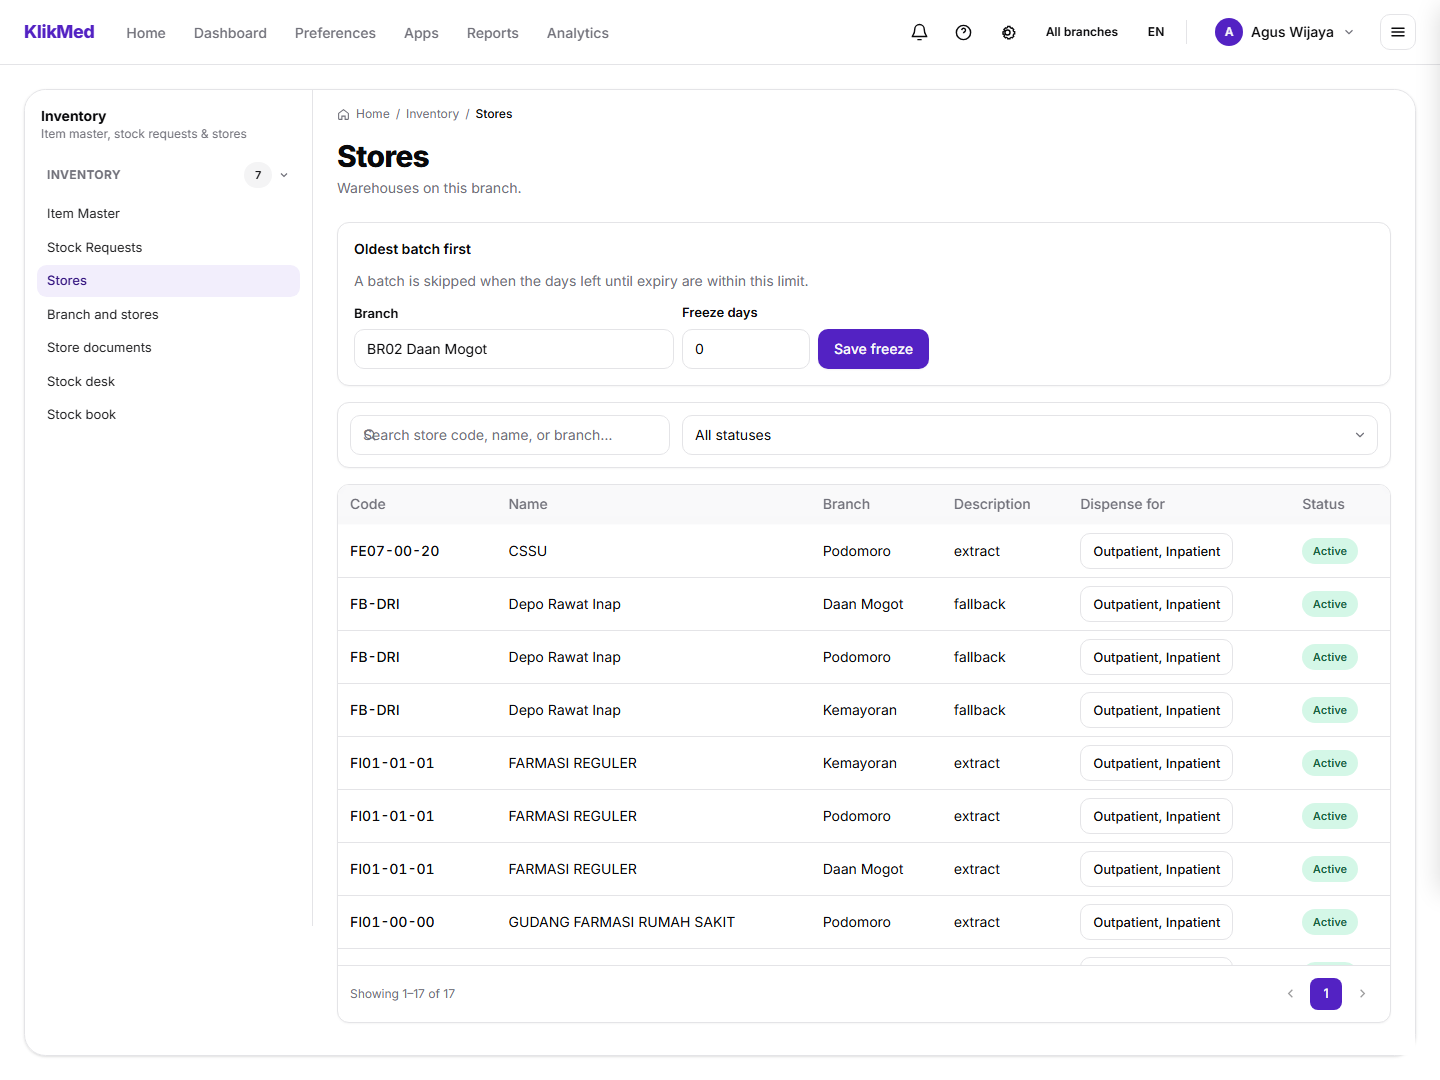 KlikMed Home Dashboard Preferences Apps Reports Analytics All branches EN A Agus Wijaya
Inventory
Item master, stock requests & stores
INVENTORY 7
Item Master
Stock Requests
Stores
Branch and stores
Store documents
Stock desk
Stock book
Home / Inventory / Stores
Stores
Warehouses on this branch.
Oldest batch first
A batch is skipped when the days left until expiry are within this limit.
Branch Freeze days
BR02 Daan Mogot 0 Save freeze
Search store code, name, or branch... All statuses
Code Name Branch Description Dispense for Status
FE07-00-20 CSSU Podomoro extract Outpatient, Inpatient Active
FB-DRI Depo Rawat Inap Daan Mogot fallback Outpatient, Inpatient Active
FB-DRI Depo Rawat Inap Podomoro fallback Outpatient, Inpatient Active
FB-DRI Depo Rawat Inap Kemayoran fallback Outpatient, Inpatient Active
FI01-01-01 FARMASI REGULER Kemayoran extract Outpatient, Inpatient Active
FI01-01-01 FARMASI REGULER Podomoro extract Outpatient, Inpatient Active
FI01-01-01 FARMASI REGULER Daan Mogot extract Outpatient, Inpatient Active
FI01-00-00 GUDANG FARMASI RUMAH SAKIT Podomoro extract Outpatient, Inpatient Active
Showing 1–17 of 17 1